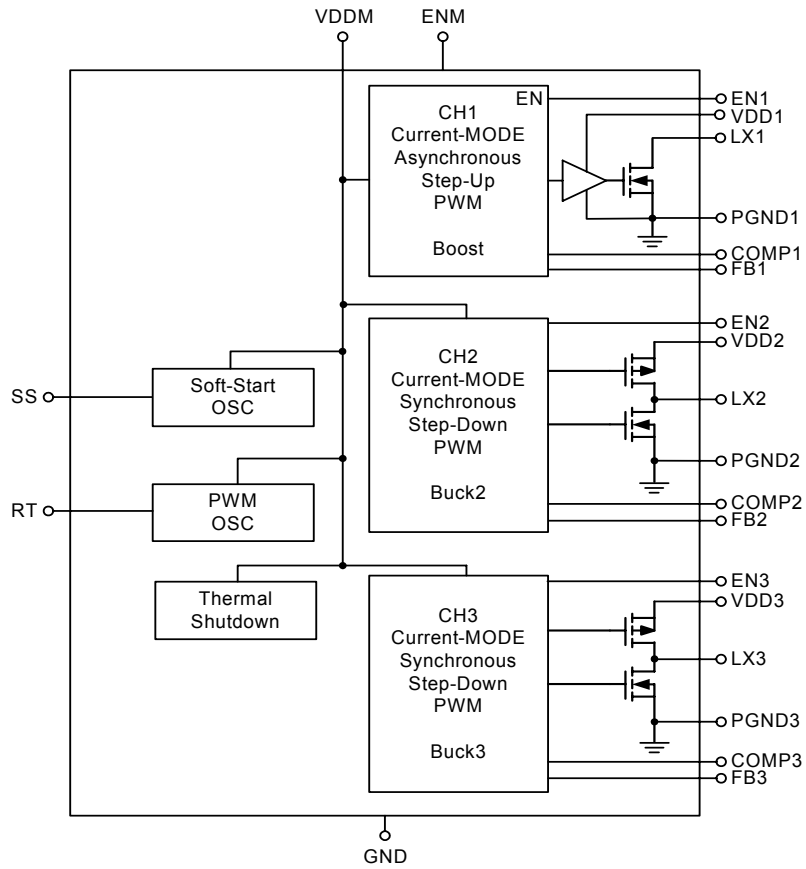 VDDM
ENM
EN
CH1
Current-MODE
Asynchronous
Step-Up
PWM
Boost
EN1
VDD1
LX1
PGND1
COMP1
FB1
CH2
Current-MODE
Synchronous
Step-Down
PWM
Buck2
EN2
VDD2
LX2
PGND2
COMP2
FB2
SS
Soft-Start
OSC
RT
PWM
OSC
Thermal
Shutdown
CH3
Current-MODE
Synchronous
Step-Down
PWM
Buck3
EN3
VDD3
LX3
PGND3
COMP3
FB3
GND